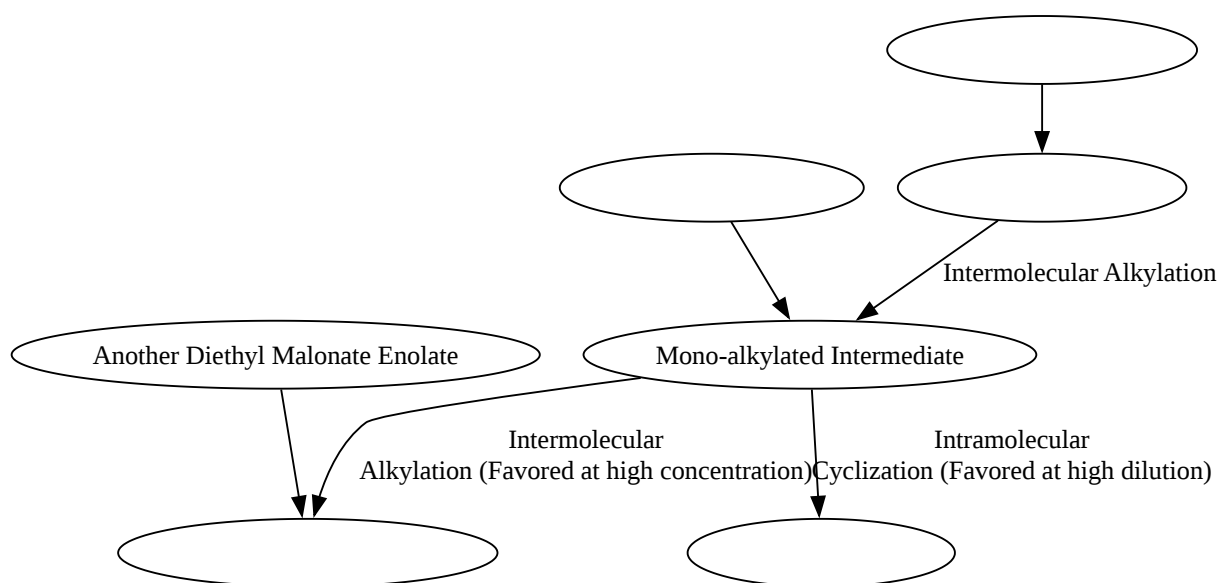 Intermolecular Alkylation
Another Diethyl Malonate Enolate
Mono-alkylated Intermediate
Intermolecular
Alkylation (Favored at high concentration)
Intramolecular
Cyclization (Favored at high dilution)